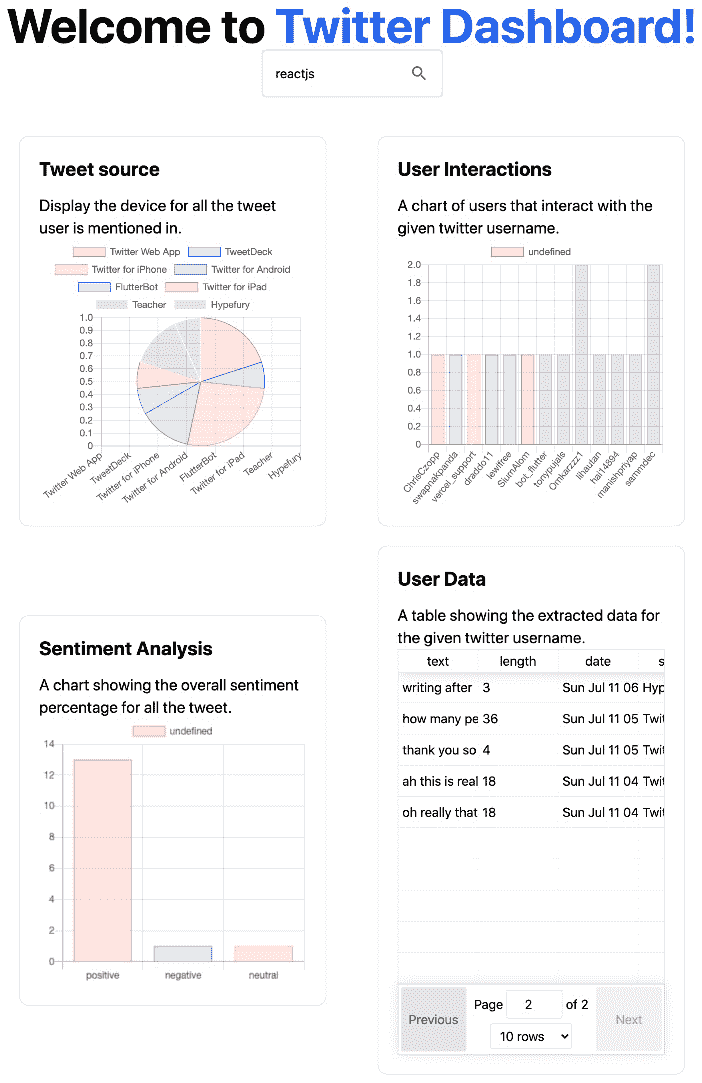 Welcome to Twitter Dashboard!
reactjs
Tweet source
Display the device for all the tweet
user is mentioned in.
Twitter Web App TweetDeck
Twitter for iPhone Twitter for Android
FlutterBot Twitter for iPad
Teacher Hypefury
1.0
0.9
0.8
0.7
0.6
0.5
0.4
0.3
0.2
0.1
0
Twitter Web App
TweetDeck
Twitter for iPhone
Twitter for Android
FlutterBot
Twitter for iPad
Teacher
Hypefury
User Interactions
A chart of users that interact with the
given twitter username.
undefined
2.0
1.8
1.6
1.4
1.2
1.0
0.8
0.6
0.4
0.2
0
ChrisCzopp
swapnakpanda
vercel_support
draddo11
lewifree
SlumAlom
bot_flutter
tonypujals
Omkarzzz1
lihautan
hai14894
manishpriyap
sammdec
Sentiment Analysis
A chart showing the overall sentiment
percentage for all the tweet.
undefined
14
12
10
8
6
4
2
0
positive negative neutral
User Data
A table showing the extracted data for
the given twitter username.
text length date s
writing after 3 Sun Jul 11 06 Hyp
how many pe 36 Sun Jul 11 05 Twit
thank you so 4 Sun Jul 11 05 Twit
ah this is real 18 Sun Jul 11 04 Twit
oh really that 18 Sun Jul 11 04 Twit
Previous Page 2 of 2 Next
10 rows